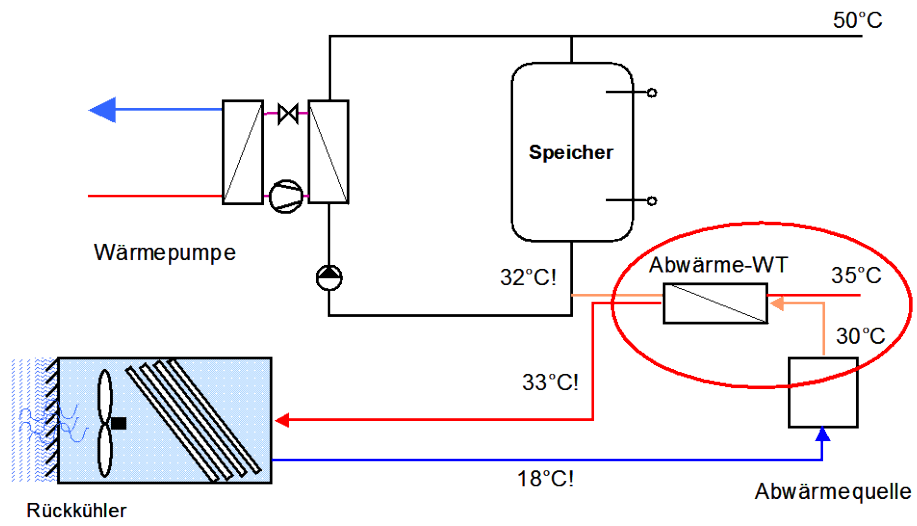 50°C
Speicher
Wärmepumpe
32°C!
Abwärme-WT
35°C
30°C
33°C!
18°C!
Abwärmequelle
Rückkühler